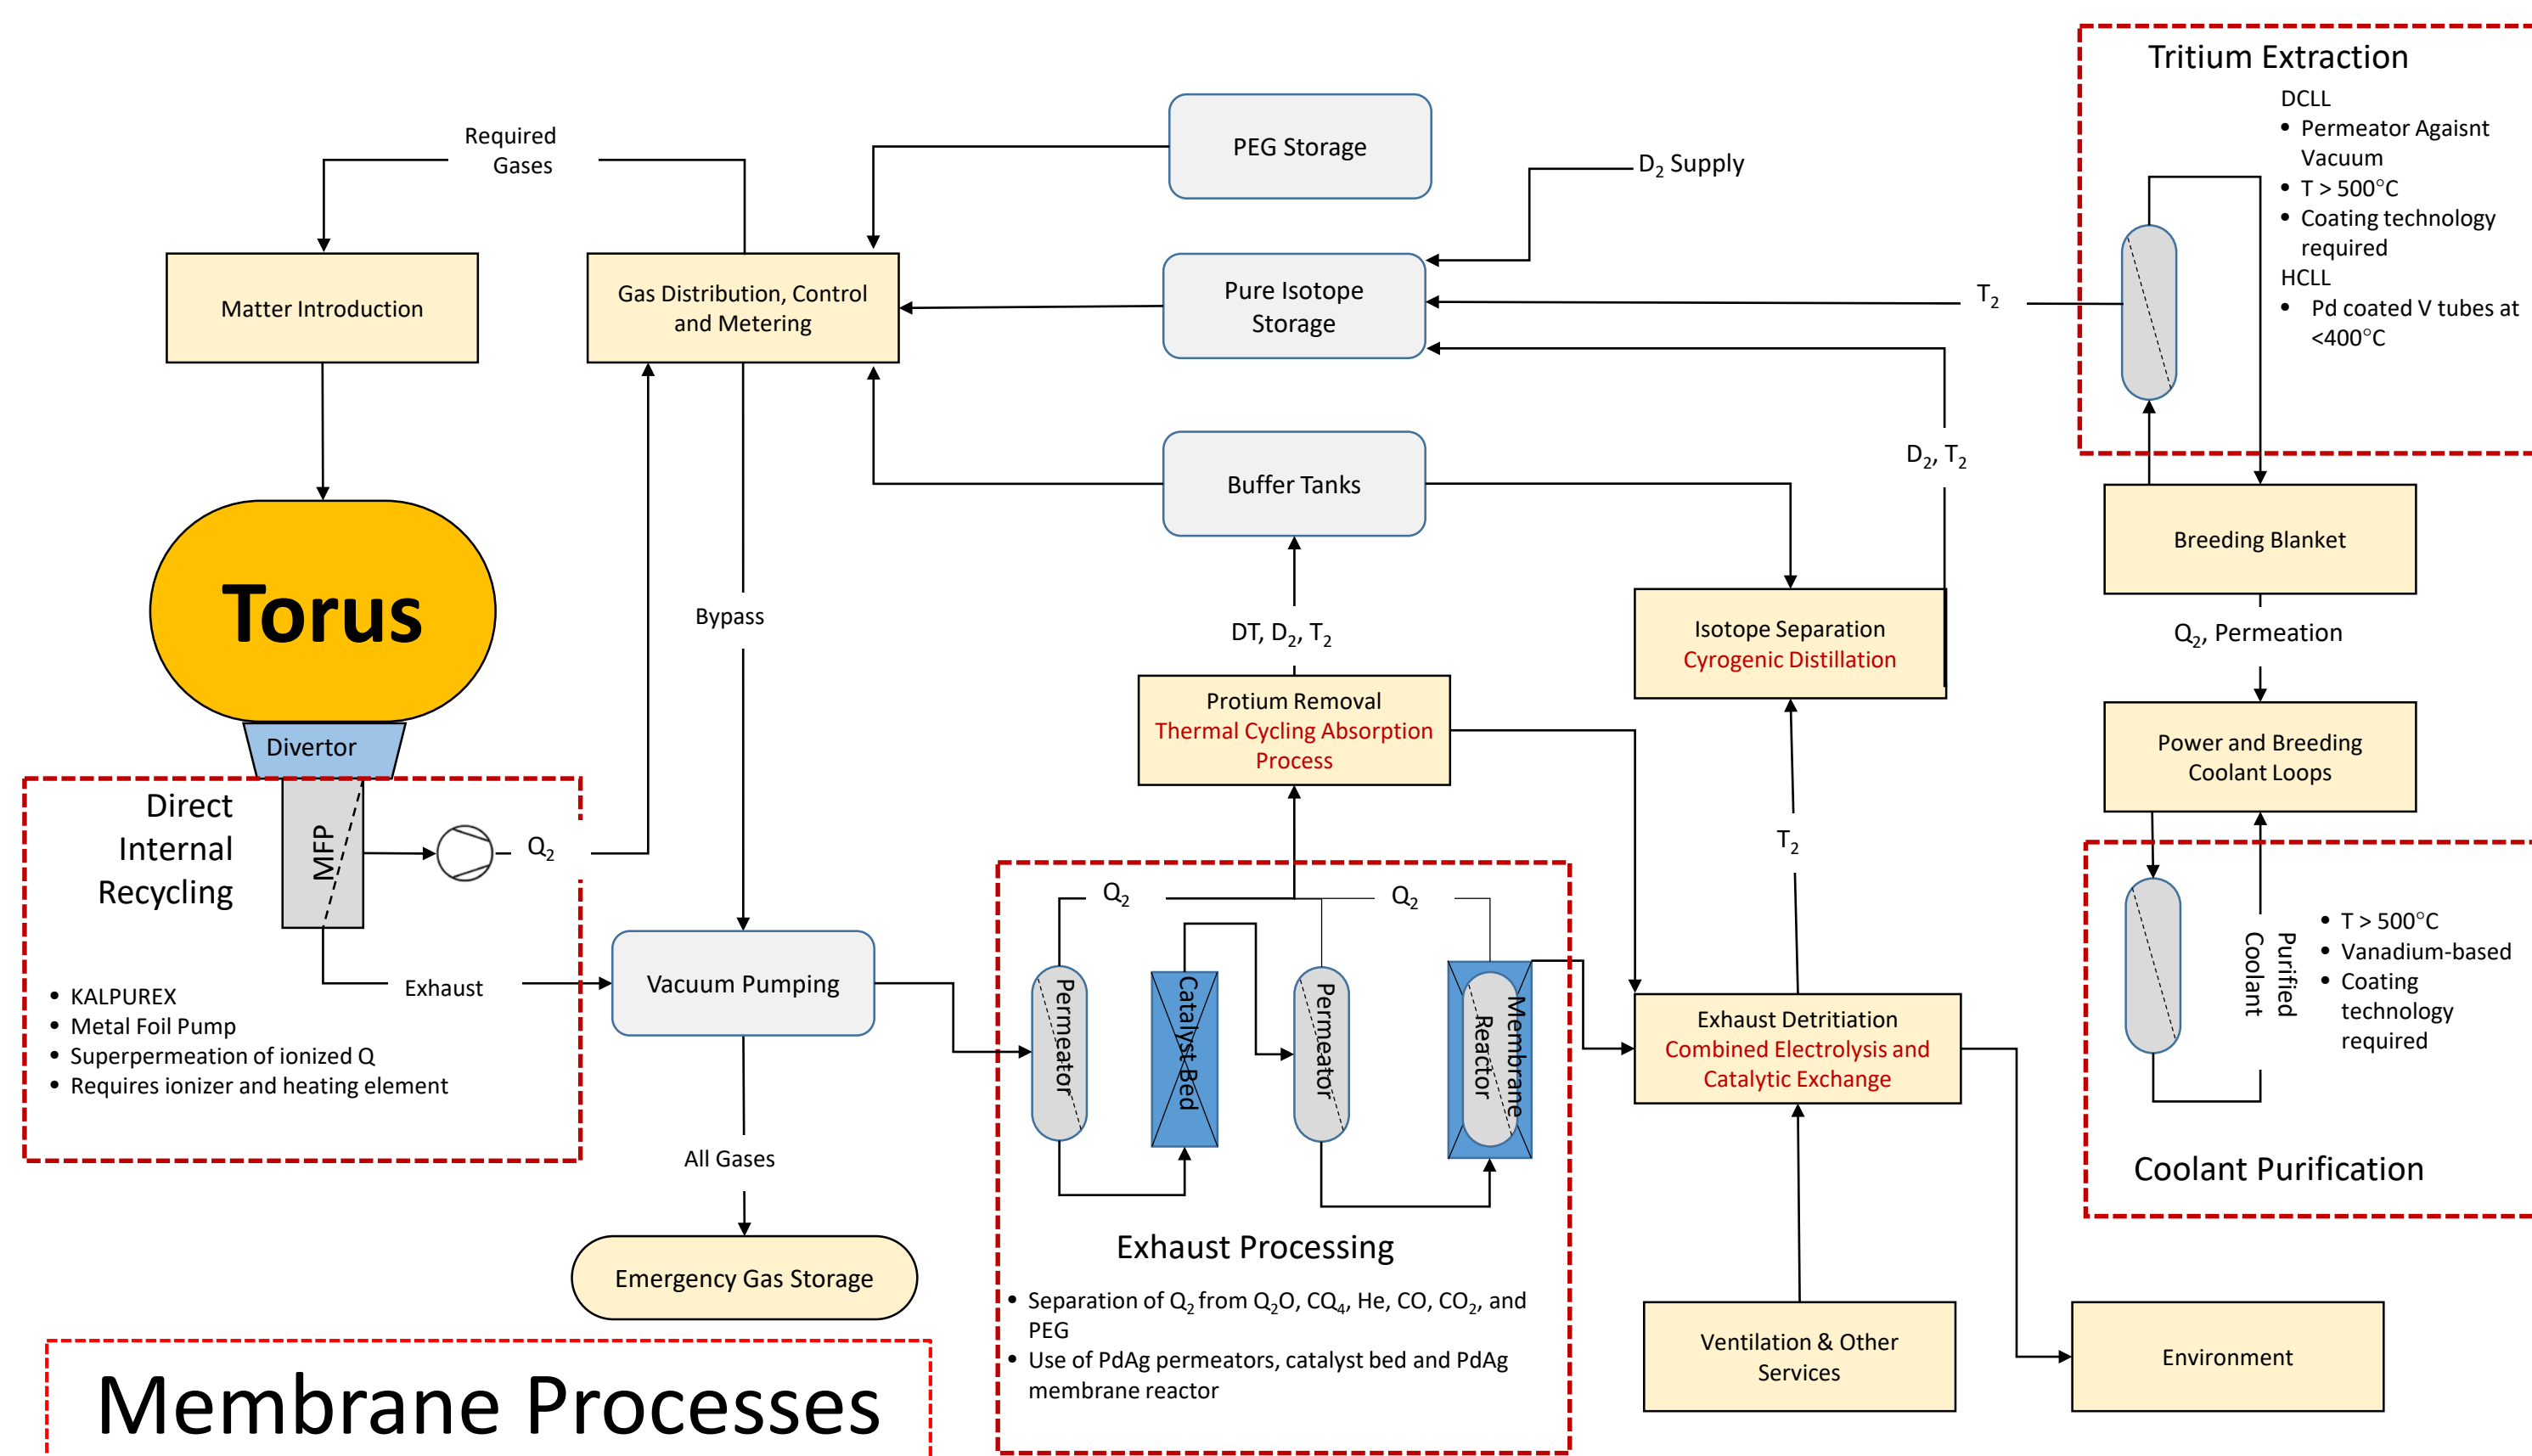 Tritium Extraction
DCLL
• Permeator Agaisnt
Vacuum
• T > 500°C
• Coating technology
required
HCLL
• Pd coated V tubes at
<400°C
Required
Gases
PEG Storage
D₂ Supply
Matter Introduction
Gas Distribution, Control
and Metering
Pure Isotope
Storage
T₂
Buffer Tanks
D₂, T₂
Breeding Blanket
Torus
Bypass
DT, D₂, T₂
Isotope Separation
Cyrogenic Distillation
Q₂, Permeation
Divertor
Protium Removal
Thermal Cycling Absorption
Process
Power and Breeding
Coolant Loops
Direct
Internal
Recycling
MFP
Q₂
T₂
Q₂
Q₂
Exhaust
Vacuum Pumping
Permeator
Catalyst Bed
Permeator
Membrane
Reactor
• KALPUREX
• Metal Foil Pump
• Superpermeation of ionized Q
• Requires ionizer and heating element
Exhaust Detritiation
Combined Electrolysis and
Catalytic Exchange
Purified
Coolant
• T > 500°C
• Vanadium-based
• Coating
technology
required
Coolant Purification
All Gases
Emergency Gas Storage
Exhaust Processing
• Separation of Q₂ from Q₂O, CQ₄, He, CO, CO₂, and
PEG
• Use of PdAg permeators, catalyst bed and PdAg
membrane reactor
Ventilation & Other
Services
Environment
Membrane Processes